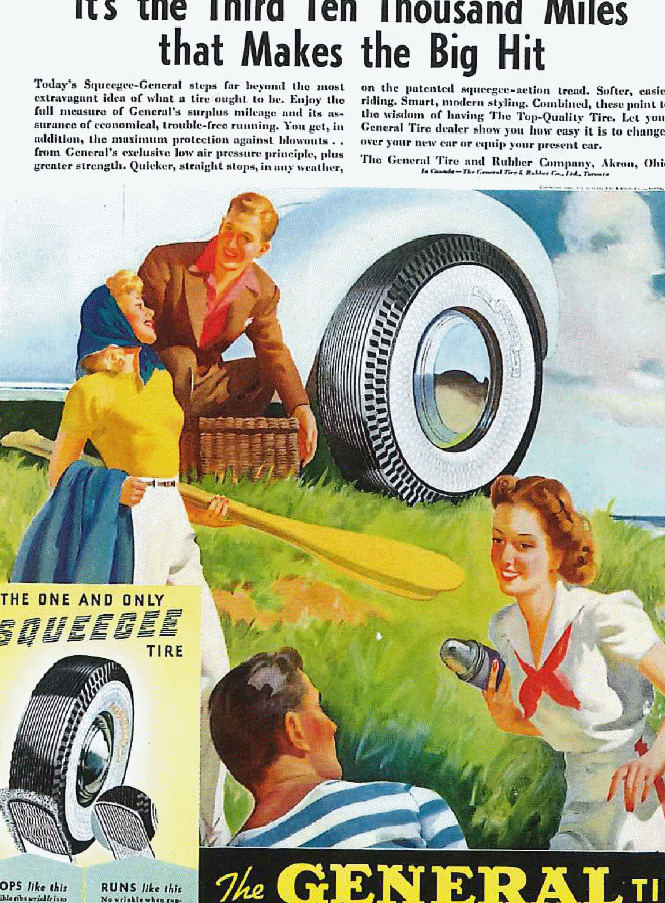 It's the Third Ten Thousand Miles
that Makes the Big Hit
Today's Squeegee-General steps far beyond the most
extravagant idea of what a tire ought to be. Enjoy the
full measure of General's surplus mileage and its as-
surance of economical, trouble-free running. You get, in
addition, the maximum protection against blowouts . .
from General's exclusive low air pressure principle, plus
greater strength. Quicker, straight stops, in any weather,
on the patented squeegee-action tread. Softer, easie
riding. Smart, modern styling. Combined, these point t
the wisdom of having The Top-Quality Tire. Let you
General Tire dealer show you how easy it is to change
over your new car or equip your present car.
The General Tire and Rubber Company, Akron, Ohi
In Canada—The General Tire & Rubber Co., Ltd., Toronto
THE ONE AND ONLY
SQUEEGEE
TIRE
OPS like this
RUNS like this
No wrinkle when run-
The GENERAL TI